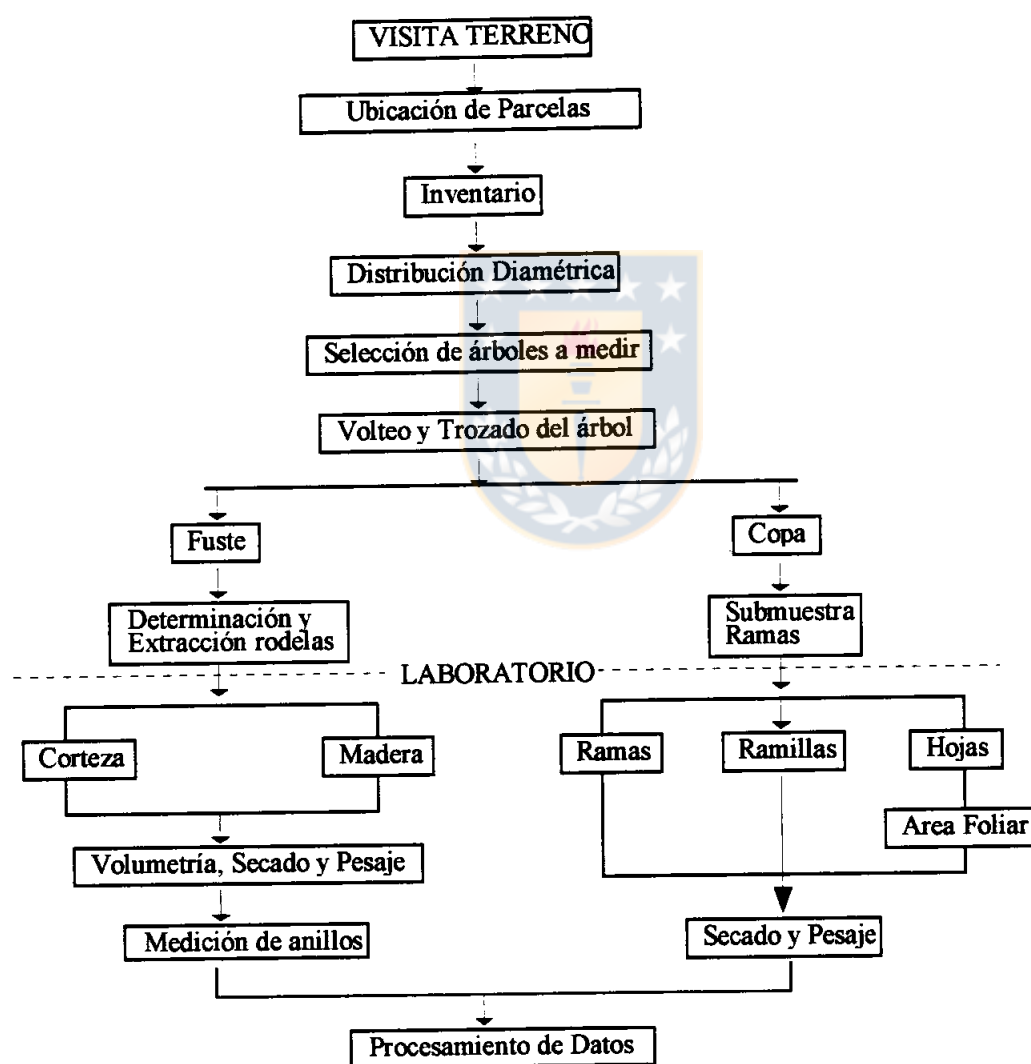 VISITA TERRENO
Ubicación de Parcelas
Inventario
Distribución Diamétrica
Selección de árboles a medir
Volteo y Trozado del árbol
Fuste
Copa
Determinación y
Extracción rodelas
Submuestra
Ramas
LABORATORIO
Corteza
Madera
Ramas
Ramillas
Hojas
Area Foliar
Volumetría, Secado y Pesaje
Medición de anillos
Secado y Pesaje
Procesamiento de Datos